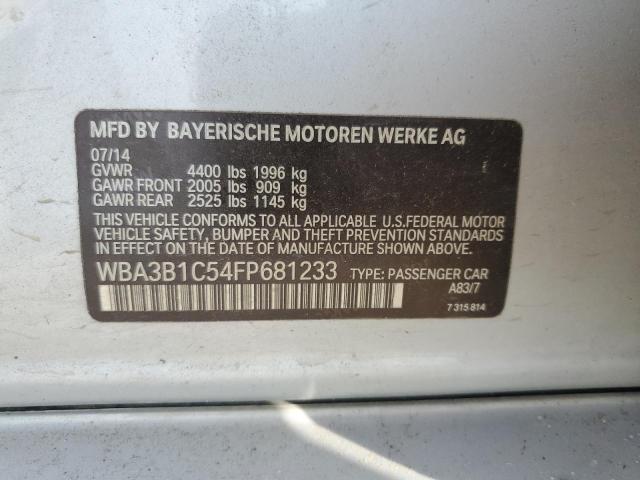 MFD BY BAYERISCHE MOTOREN WERKE AG
07/14
GVWR 4400 lbs 1996 kg
GAWR FRONT 2005 lbs 909 kg
GAWR REAR 2525 lbs 1145 kg
THIS VEHICLE CONFORMS TO ALL APPLICABLE U.S.FEDERAL MOTOR
VEHICLE SAFETY, BUMPER AND THEFT PREVENTION STANDARDS
IN EFFECT ON THE DATE OF MANUFACTURE SHOWN ABOVE.
WBA3B1C54FP681233 TYPE: PASSENGER CAR
A83/7
7 315 814